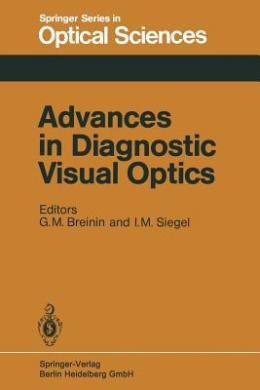 Springer Series in
Optical Sciences
Advances
in Diagnostic
Visual Optics
Editors
G.M. Breinin and I.M. Siegel
Springer-Verlag
Berlin Heidelberg GmbH